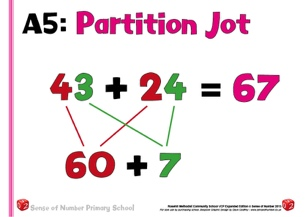 A5: Partition Jot
43 + 24 = 67
60 + 7
Sense of Number Primary School